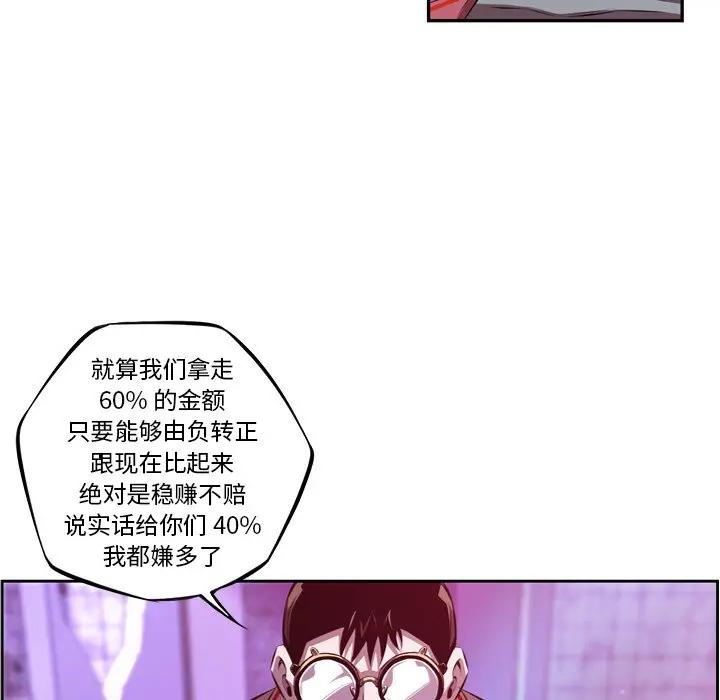 就算我们拿走
60% 的金额
只要能够由负转正
跟现在比起来
绝对是稳赚不赔
说实话给你们 40%
我都嫌多了